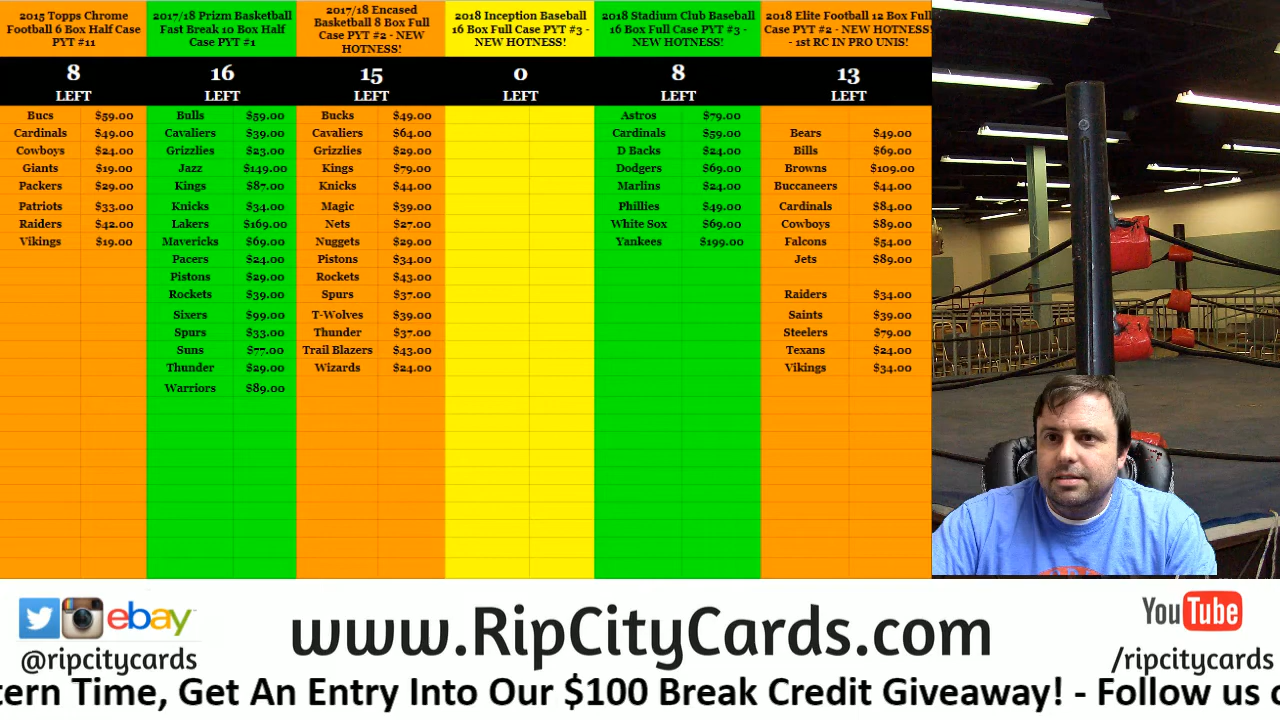 2015 Topps Chrome
Football 6 Box Half Case
PYT #11
8
LEFT
Bucs $59.00
Cardinals $49.00
Cowboys $24.00
Giants $19.00
Packers $29.00
Patriots $33.00
Raiders $42.00
Vikings $19.00
2017/18 Prizm Basketball
Fast Break 10 Box Half
Case PYT #1
16
LEFT
Bulls $59.00
Cavaliers $39.00
Grizzlies $23.00
Jazz $149.00
Kings $87.00
Knicks $34.00
Lakers $169.00
Mavericks $69.00
Pacers $24.00
Pistons $29.00
Rockets $39.00
Sixers $99.00
Spurs $33.00
Suns $77.00
Thunder $29.00
Warriors $89.00
2017/18 Encased
Basketball 8 Box Full
Case PYT #2 - NEW
HOTNESS!
15
LEFT
Bucks $49.00
Cavaliers $64.00
Grizzlies $29.00
Kings $79.00
Knicks $44.00
Magic $39.00
Nets $27.00
Nuggets $29.00
Pistons $34.00
Rockets $43.00
Spurs $37.00
T-Wolves $39.00
Thunder $37.00
Trail Blazers $43.00
Wizards $24.00
2018 Inception Baseball
16 Box Full Case PYT #3 -
NEW HOTNESS!
0
LEFT
2018 Stadium Club Baseball
16 Box Full Case PYT #3 -
NEW HOTNESS!
8
LEFT
Astros $79.00
Cardinals $59.00
D Backs $24.00
Dodgers $69.00
Marlins $24.00
Phillies $49.00
White Sox $69.00
Yankees $199.00
2018 Elite Football 12 Box Full
Case PYT #2 - NEW HOTNESS!
- 1st RC IN PRO UNIS!
13
LEFT
Bears $49.00
Bills $69.00
Browns $109.00
Buccaneers $44.00
Cardinals $84.00
Cowboys $89.00
Falcons $54.00
Jets $89.00
Raiders $34.00
Saints $39.00
Steelers $79.00
Texans $24.00
Vikings $34.00
ebay
@ripcitycards
www.RipCityCards.com
YouTube
/ripcitycards
tern Time, Get An Entry Into Our $100 Break Credit Giveaway! - Follow us o